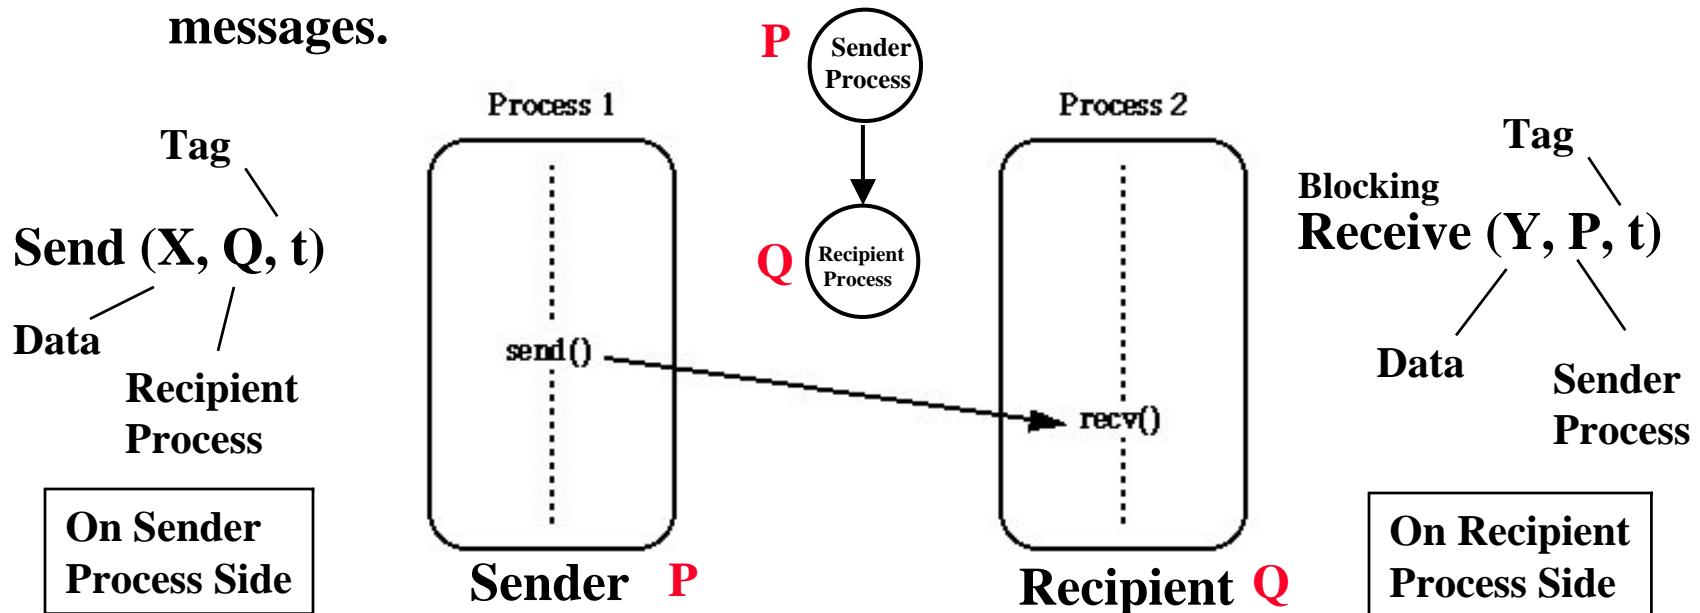 messages.
P
Sender
Process
Process 1
Process 2
Tag
Tag
Blocking
Send (X, Q, t)
Receive (Y, P, t)
Q
Recipient
Process
Data
send()
Data
Recipient
Process
recv()
Sender
Process
On Sender
Process Side
On Recipient
Process Side
Sender P
Recipient Q